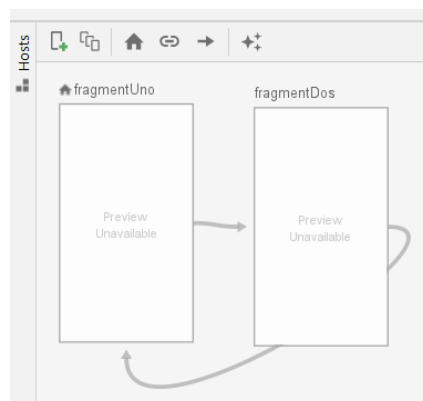 Hosts
fragmentUno
fragmentDos
Preview
Unavailable
Preview
Unavailable